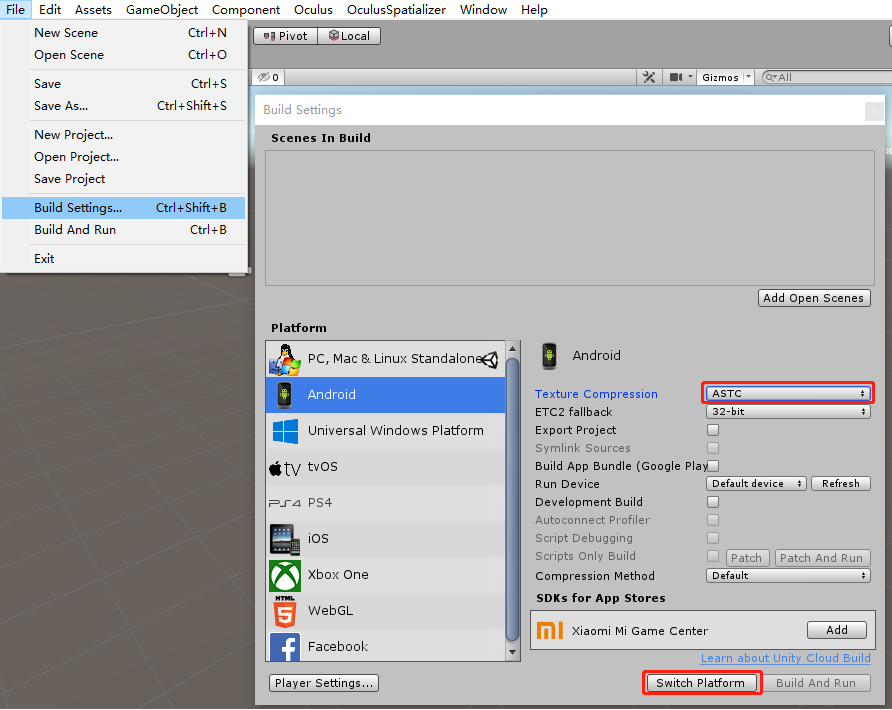 File Edit Assets GameObject Component Oculus OculusSpatializer Window Help
New Scene Ctrl+N
Open Scene Ctrl+O
Save Ctrl+S
Save As... Ctrl+Shift+S
New Project...
Open Project...
Save Project
Build Settings... Ctrl+Shift+B
Build And Run Ctrl+B
Exit
Pivot Local
0 Gizmos All
Build Settings
Scenes In Build
Add Open Scenes
Platform
PC, Mac & Linux Standalone
Android
Universal Windows Platform
tvOS
PS4 PS4
iOS
Xbox One
HTML 5 WebGL
Facebook
Player Settings...
Android
Texture Compression ASTC
ETC2 fallback 32-bit
Export Project
Symlink Sources
Build App Bundle (Google Play
Run Device Default device Refresh
Development Build
Autoconnect Profiler
Script Debugging
Scripts Only Build Patch Patch And Run
Compression Method Default
SDKs for App Stores
MI Xiaomi Mi Game Center Add
Learn about Unity Cloud Build
Switch Platform Build And Run